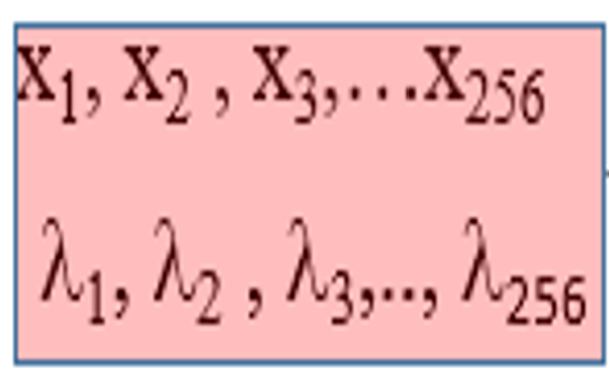 x₁, x₂ , x₃,...x₂₅₆
λ₁, λ₂ , λ₃,.., λ₂₅₆